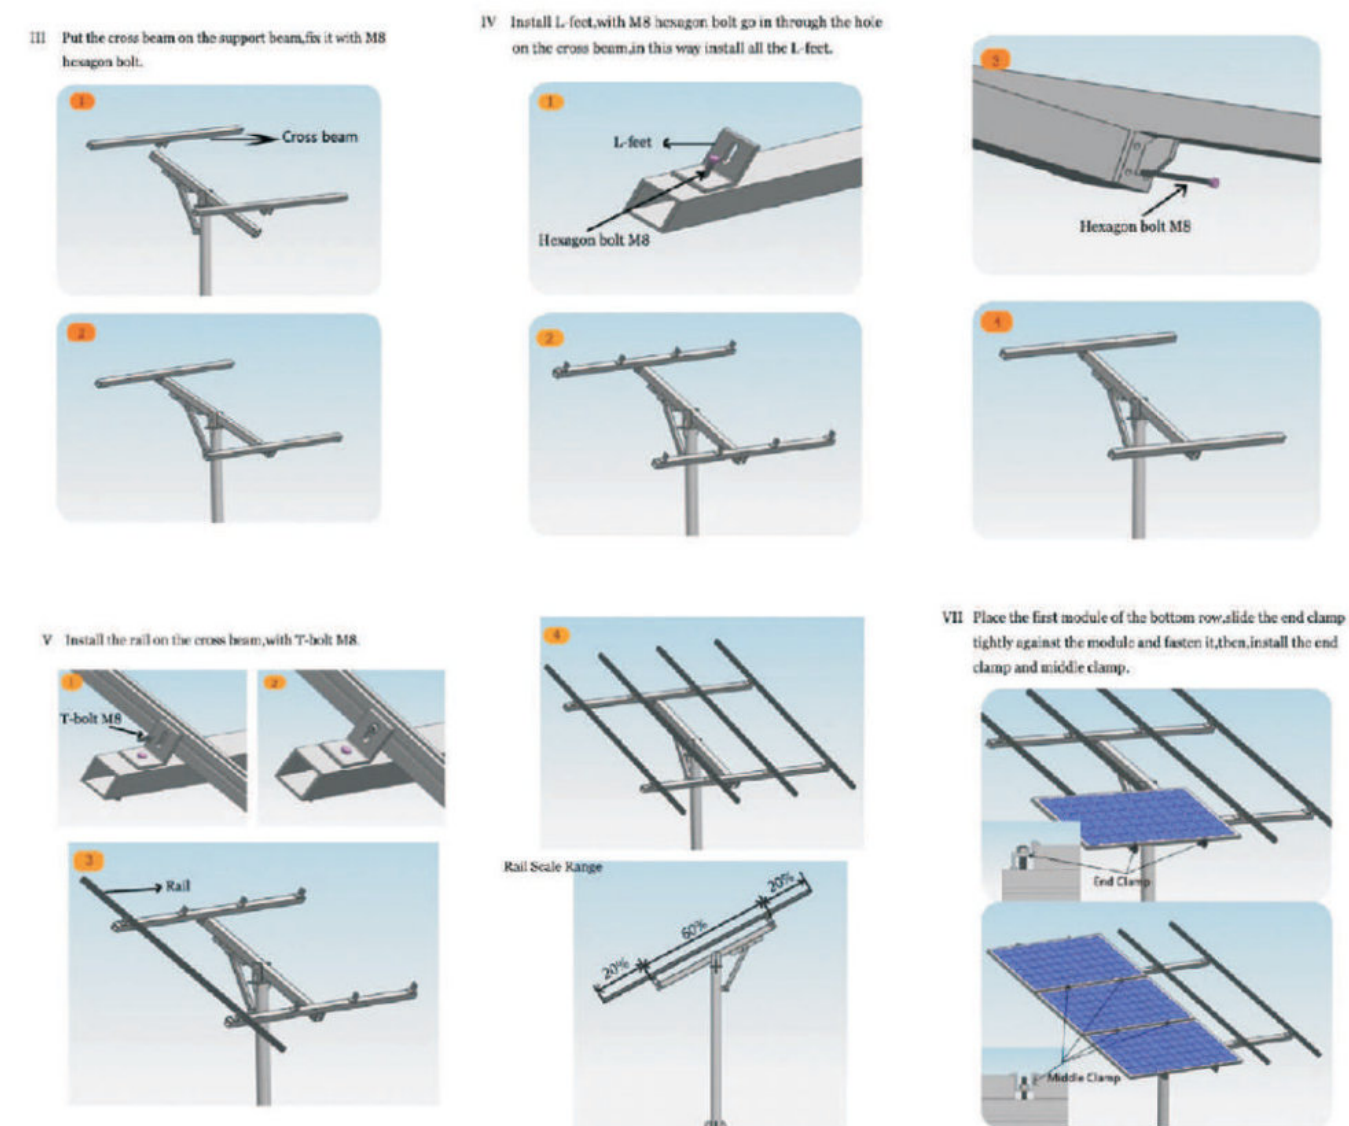 III Put the cross beam on the support beam,fix it with M8
hexagon bolt.
1
Cross beam
2
IV Install L-feet,with M8 hexagon bolt go in through the hole
on the cross beam,in this way install all the L-feet.
1
L-feet
Hexagon bolt M8
2
3
Hexagon bolt M8
4
V Install the rail on the cross beam,with T-bolt M8.
1
T-bolt M8
2
3
Rail
4
Rail Scale Range
20%
60%
20%
VII Place the first module of the bottom row,slide the end clamp
tightly against the module and fasten it,then,install the end
clamp and middle clamp.
End Clamp
Middle Clamp